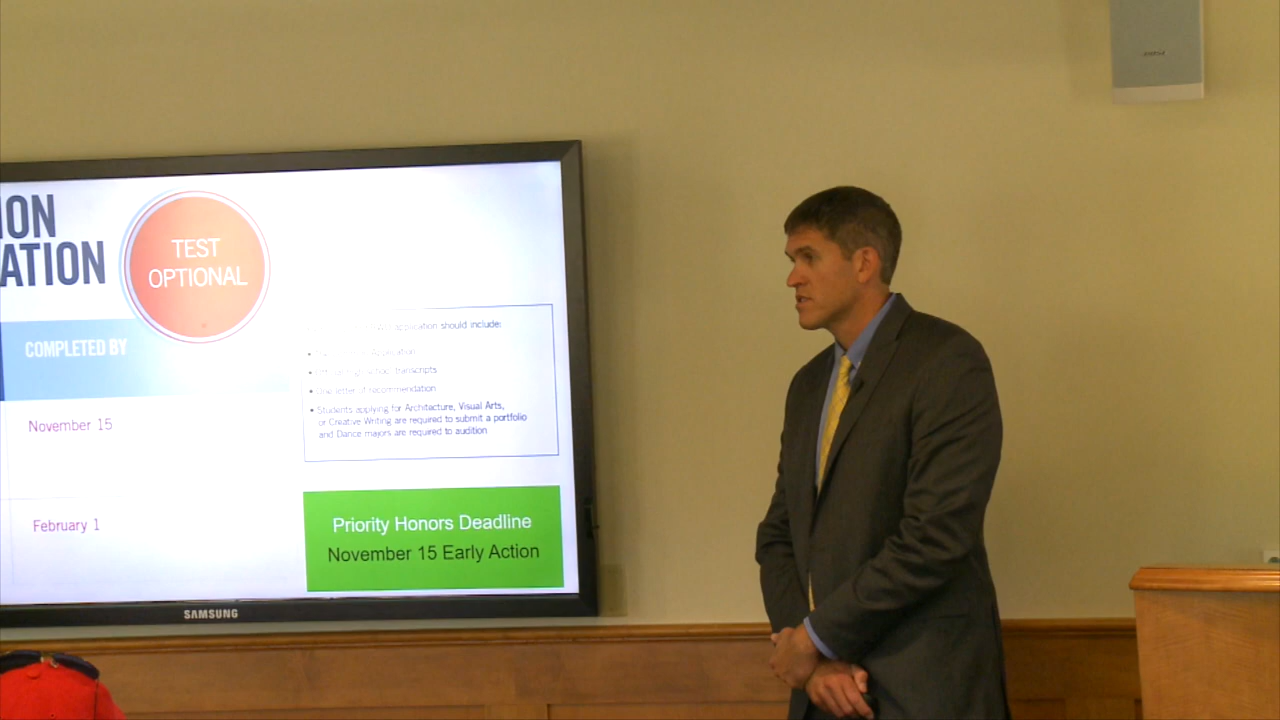 ION
ATION
TEST
OPTIONAL
COMPLETED BY
November 15
February 1
application should include:
• Application
• transcripts
• One letter of recommendation
• Students applying for Architecture, Visual Arts,
or Creative Writing are required to submit a portfolio
and Dance majors are required to audition
Priority Honors Deadline
November 15 Early Action
SAMSUNG